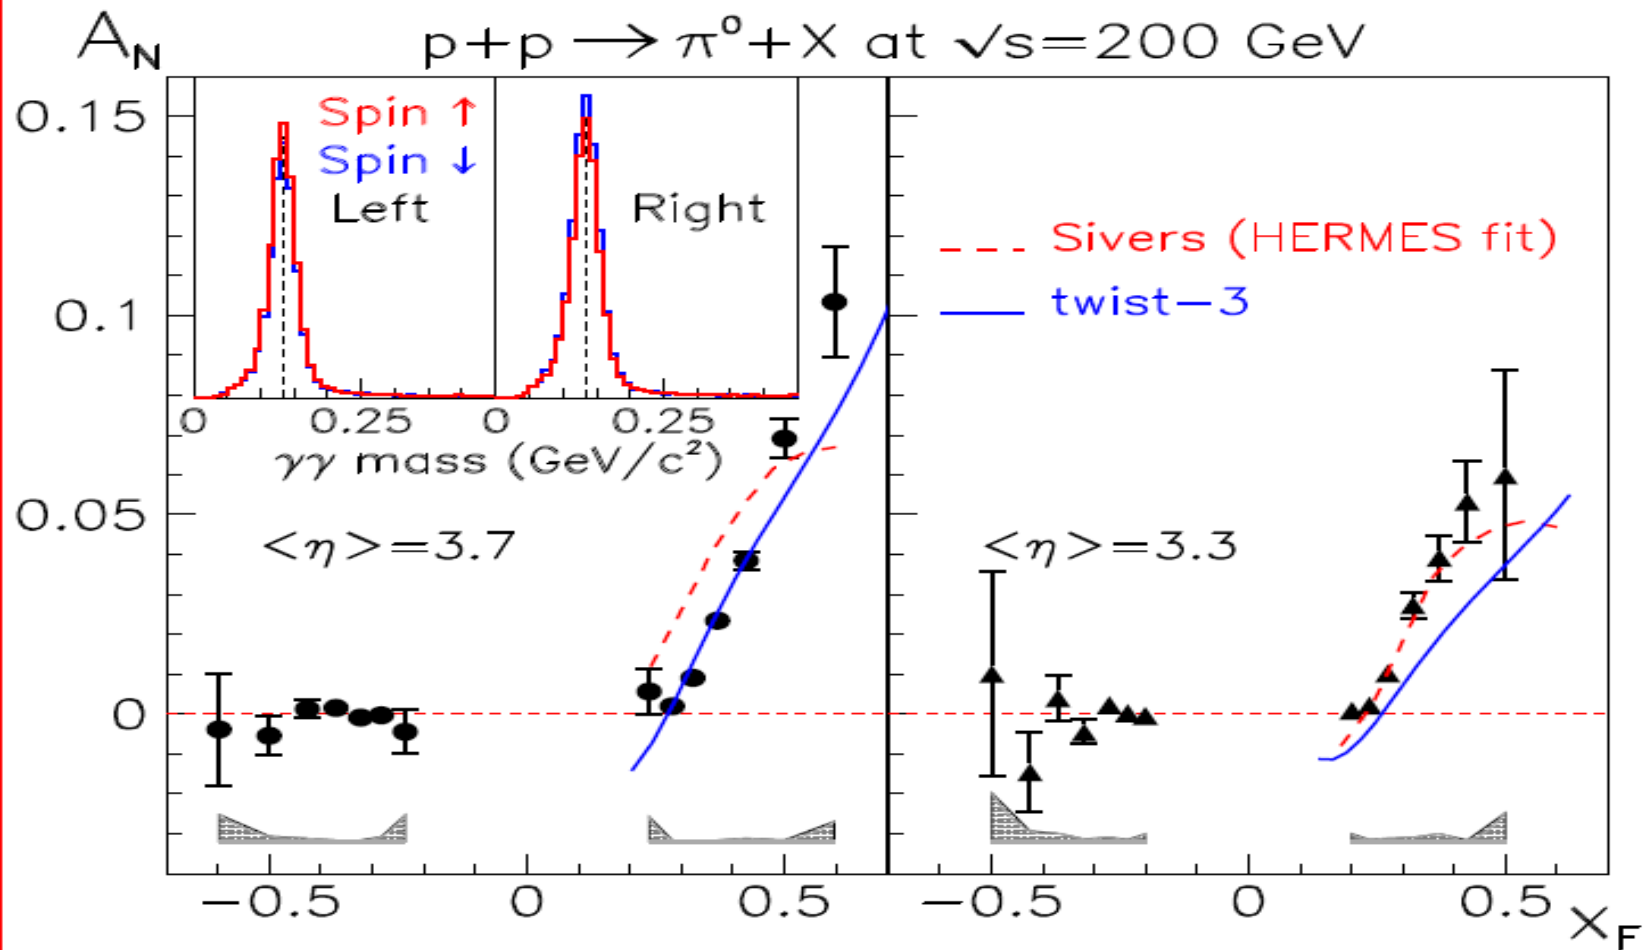 A_N p+p → π⁰+X at √s=200 GeV
0.15
0.1
0.05
0
Spin ↑
Spin ↓
Left
Right
0 0.25 0 0.25
γγ mass (GeV/c²)
<η>=3.7
Sivers (HERMES fit)
twist−3
<η>=3.3
−0.5 0 0.5 −0.5 0 0.5
x_F